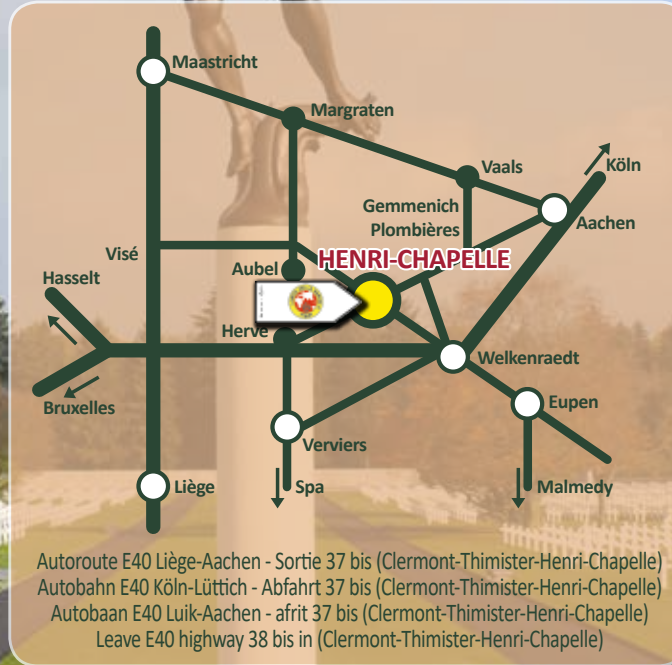 Maastricht
Margraten
Köln
Vaals
Gemmenich
Plombières
Aachen
Visé
HENRI-CHAPELLE
Aubel
Hasselt
Herve
Welkenraedt
Bruxelles
Eupen
Verviers
Liège
Spa
Malmedy
Autoroute E40 Liège-Aachen - Sortie 37 bis (Clermont-Thimister-Henri-Chapelle)
Autobahn E40 Köln-Lüttich - Abfahrt 37 bis (Clermont-Thimister-Henri-Chapelle)
Autobaan E40 Luik-Aachen - afrit 37 bis (Clermont-Thimister-Henri-Chapelle)
Leave E40 highway 38 bis in (Clermont-Thimister-Henri-Chapelle)